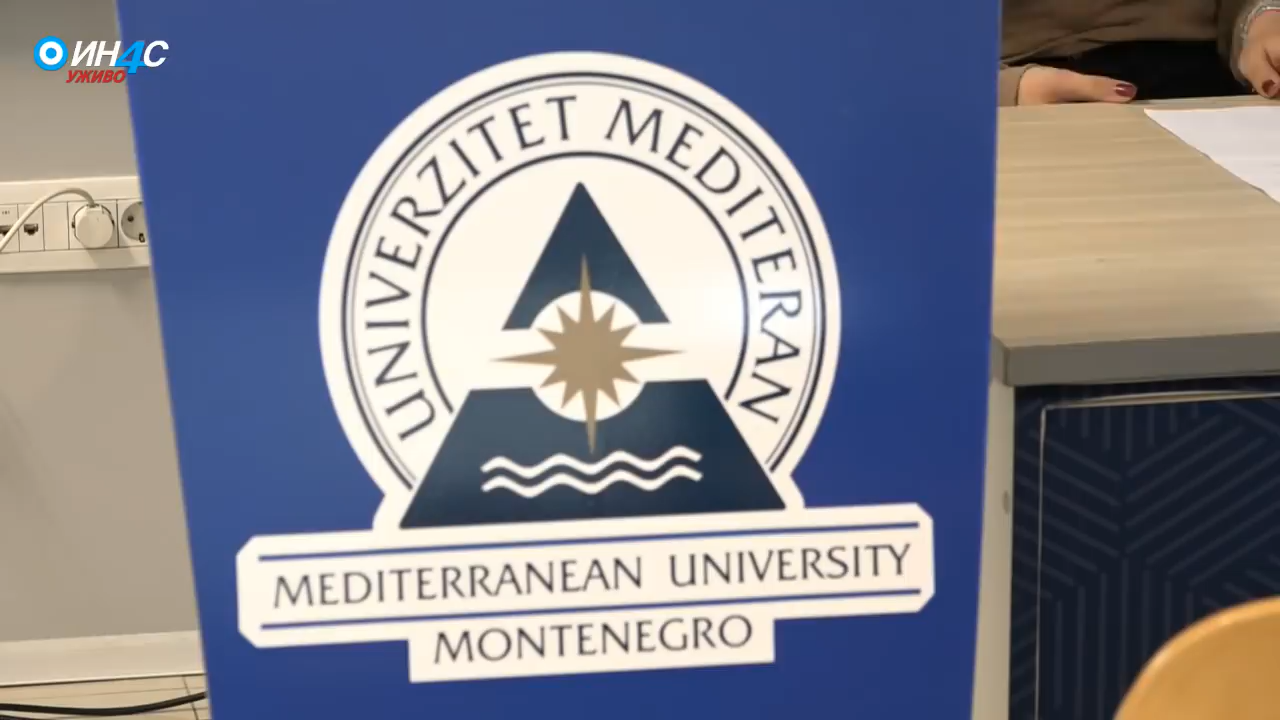 ИН4С
УЖИВО
UNIVERZITET MEDITERAN
MEDITERRANEAN UNIVERSITY
MONTENEGRO